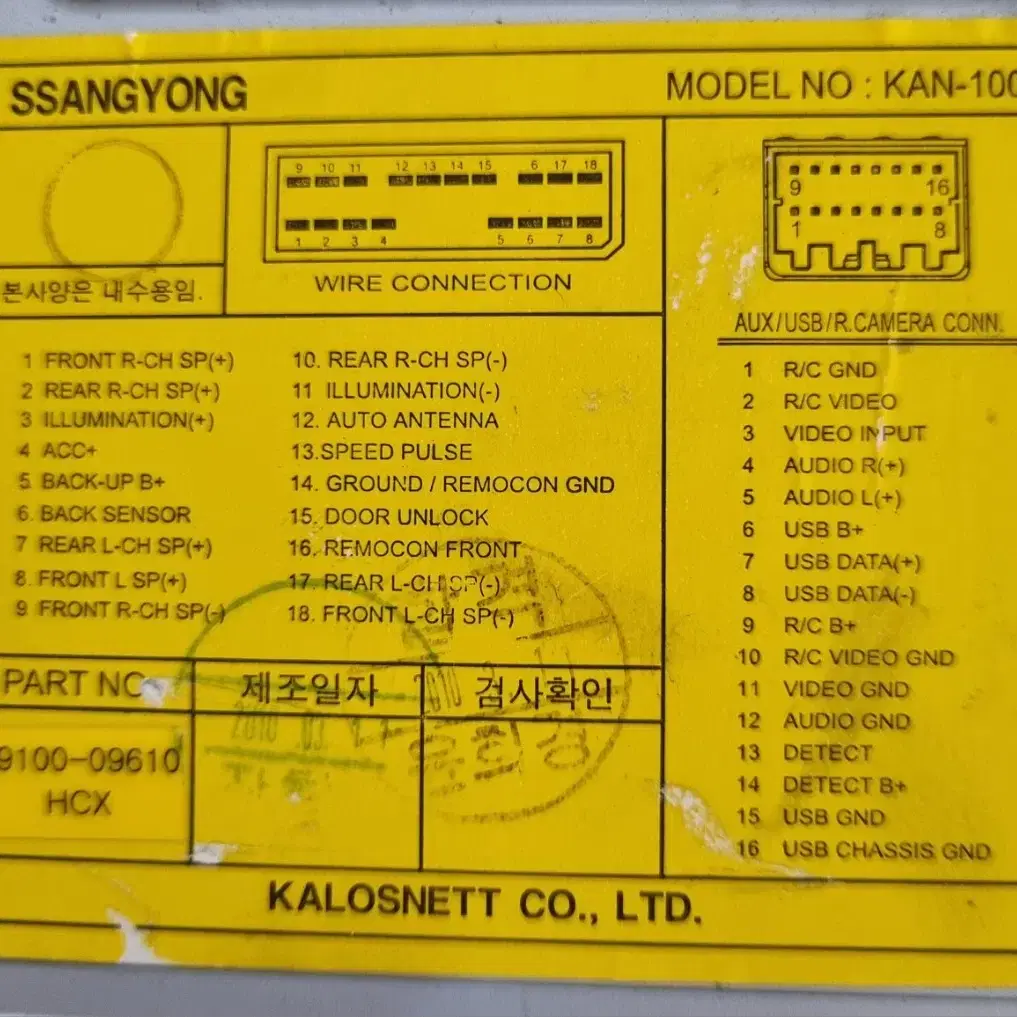 SSANGYONG
MODEL NO : KAN-100
9 10 11 12 13 14 15 6 17 18
1 2 3 4 5 6 7 8
WIRE CONNECTION
9 16
1 8
본사양은 내수용임.
AUX/USB/R.CAMERA CONN.
1 FRONT R-CH SP(+)
2 REAR R-CH SP(+)
3 ILLUMINATION(+)
4 ACC+
5 BACK-UP B+
6. BACK SENSOR
7 REAR L-CH SP(+)
8. FRONT L SP(+)
9 FRONT R-CH SP(-)
10. REAR R-CH SP(-)
11 ILLUMINATION(-)
12. AUTO ANTENNA
13.SPEED PULSE
14. GROUND / REMOCON GND
15. DOOR UNLOCK
16. REMOCON FRONT
17. REAR L-CH SP(-)
18. FRONT L-CH SP(-)
1 R/C GND
2 R/C VIDEO
3 VIDEO INPUT
4 AUDIO R(+)
5 AUDIO L(+)
6 USB B+
7 USB DATA(+)
8 USB DATA(-)
9 R/C B+
10 R/C VIDEO GND
11 VIDEO GND
12 AUDIO GND
13 DETECT
14 DETECT B+
15 USB GND
16 USB CHASSIS GND
PART NO
제조일자
검사확인
9100-09610
HCX
KALOSNETT CO., LTD.